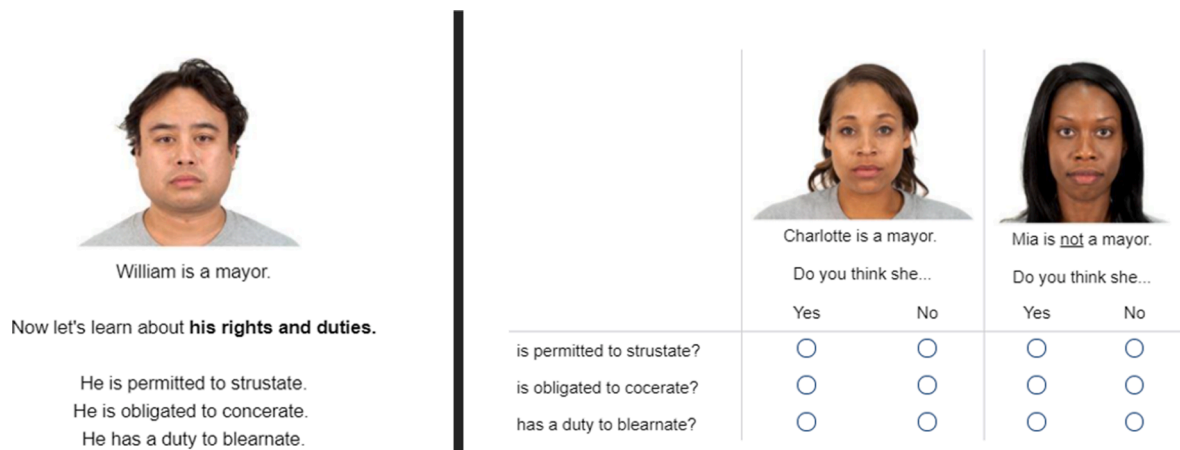 William is a mayor.
Now let's learn about his rights and duties.
He is permitted to strustate.
He is obligated to concerate.
He has a duty to blearnate.
Charlotte is a mayor.
Do you think she...
Yes No
Mia is not a mayor.
Do you think she...
Yes No
is permitted to strustate?
is obligated to cocerate?
has a duty to blearnate?